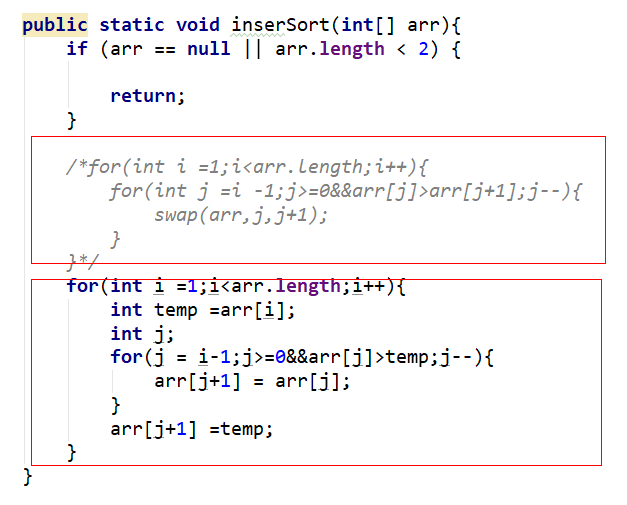 public static void inserSort(int[] arr){
if (arr == null || arr.length < 2) {
return;
}
/*for(int i =1;i<arr.length;i++){
for(int j =i -1;j>=0&&arr[j]>arr[j+1];j--){
swap(arr,j,j+1);
}
}*/
for(int i =1;i<arr.length;i++){
int temp =arr[i];
int j;
for(j = i-1;j>=0&&arr[j]>temp;j--){
arr[j+1] = arr[j];
}
arr[j+1] =temp;
}
}